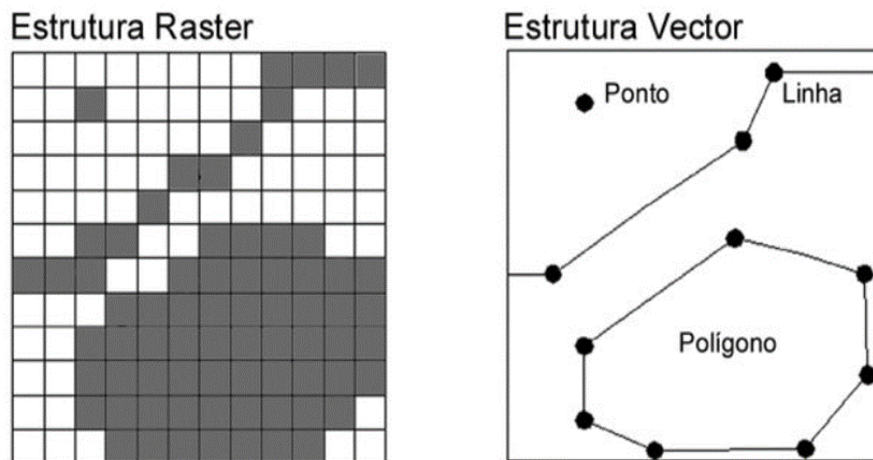 Estrutura Raster
Estrutura Vector
Ponto
Linha
Polígono